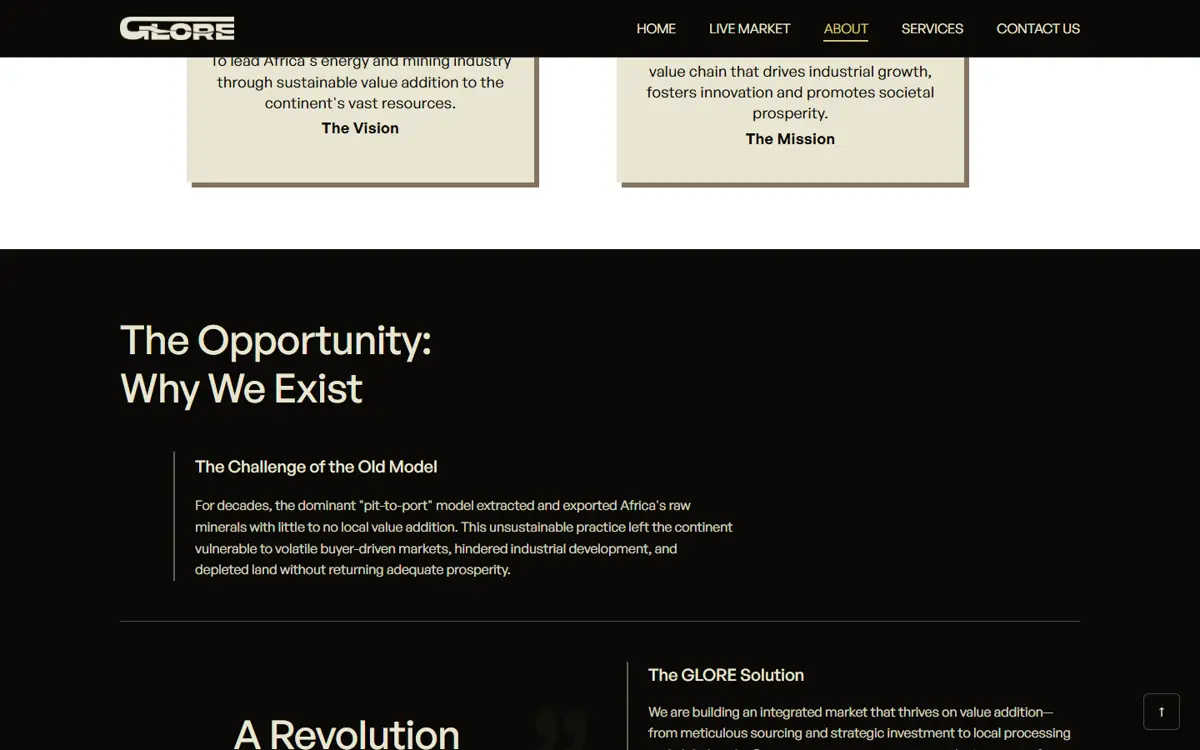 GLORE
HOME
LIVE MARKET
ABOUT
SERVICES
CONTACT US
To lead Africa's energy and mining industry
through sustainable value addition to the
continent's vast resources.
The Vision
value chain that drives industrial growth,
fosters innovation and promotes societal
prosperity.
The Mission
The Opportunity:
Why We Exist
The Challenge of the Old Model
For decades, the dominant "pit-to-port" model extracted and exported Africa's raw
minerals with little to no local value addition. This unsustainable practice left the continent
vulnerable to volatile buyer-driven markets, hindered industrial development, and
depleted land without returning adequate prosperity.
A Revolution
”
The GLORE Solution
We are building an integrated market that thrives on value addition—
from meticulous sourcing and strategic investment to local processing
↑